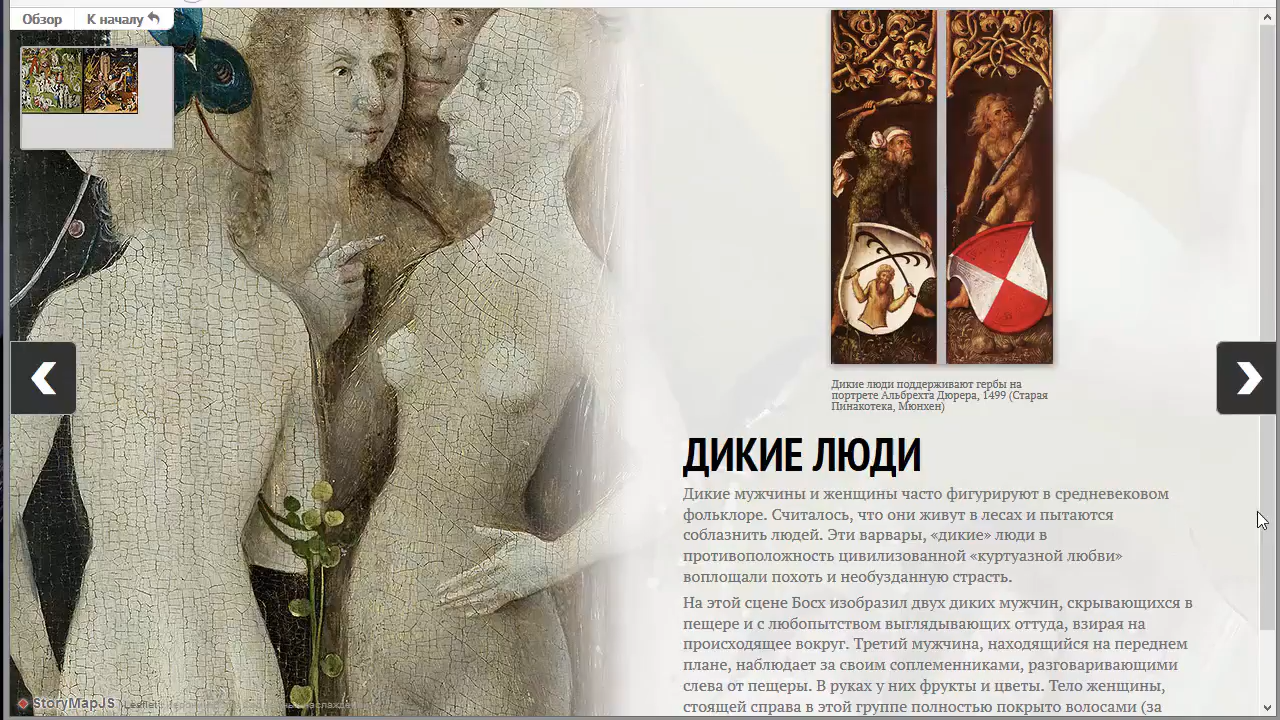 Обзор
К началу
Дикие люди поддерживают гербы на
портрете Альбрехта Дюрера, 1499 (Старая
Пинакотека, Мюнхен)
ДИКИЕ ЛЮДИ
Дикие мужчины и женщины часто фигурируют в средневековом
фольклоре. Считалось, что они живут в лесах и пытаются
соблазнить людей. Эти варвары, «дикие» люди в
противоположность цивилизованной «куртуазной любви»
воплощали похоть и необузданную страсть.
На этой сцене Босх изобразил двух диких мужчин, скрывающихся в
пещере и с любопытством выглядывающих оттуда, взирая на
происходящее вокруг. Третий мужчина, находящийся на переднем
плане, наблюдает за своим соплеменниками, разговаривающими
слева от пещеры. В руках у них фрукты и цветы. Тело женщины,
стоящей справа в этой группе полностью покрыто волосами (за
StoryMapJS